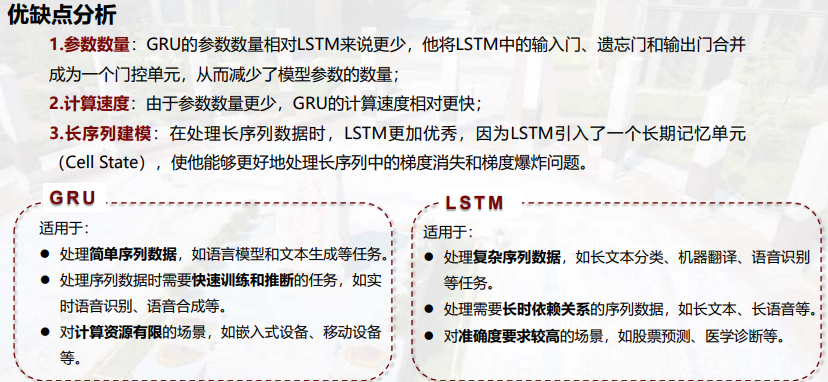 优缺点分析
1.参数数量：GRU的参数数量相对LSTM来说更少，他将LSTM中的输入门、遗忘门和输出门合并
成为一个门控单元，从而减少了模型参数的数量；
2.计算速度：由于参数数量更少，GRU的计算速度相对更快；
3.长序列建模：在处理长序列数据时，LSTM更加优秀，因为LSTM引入了一个长期记忆单元
（Cell State），使他能够更好地处理长序列中的梯度消失和梯度爆炸问题。
GRU
适用于：
● 处理简单序列数据，如语言模型和文本生成等任务。
● 处理序列数据时需要快速训练和推断的任务，如实
时语音识别、语音合成等。
● 对计算资源有限的场景，如嵌入式设备、移动设备
等。
LSTM
适用于：
● 处理复杂序列数据，如长文本分类、机器翻译、语音识别
等任务。
● 处理需要长时依赖关系的序列数据，如长文本、长语音等。
● 对准确度要求较高的场景，如股票预测、医学诊断等。